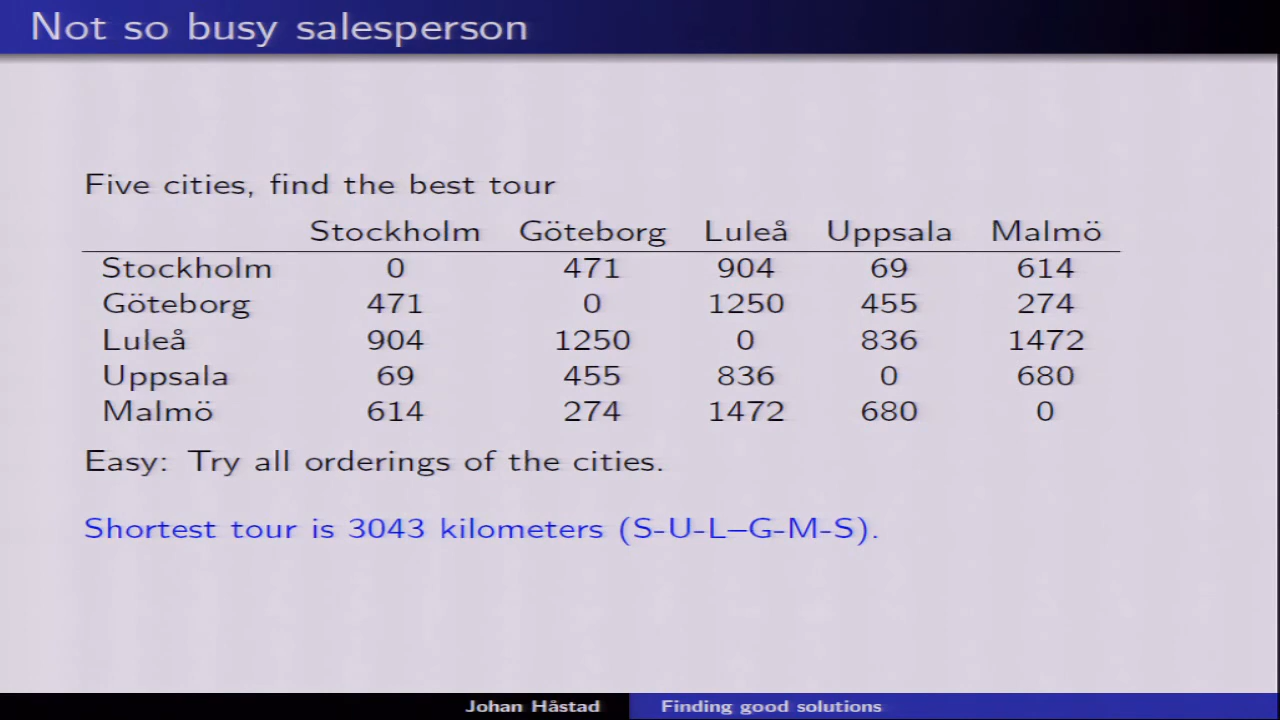 Not so busy salesperson
Five cities, find the best tour
Stockholm Göteborg Luleå Uppsala Malmö
Stockholm 0 471 904 69 614
Göteborg 471 0 1250 455 274
Luleå 904 1250 0 836 1472
Uppsala 69 455 836 0 680
Malmö 614 274 1472 680 0
Easy: Try all orderings of the cities.
Shortest tour is 3043 kilometers (S-U-L–G-M-S).
Johan Håstad Finding good solutions